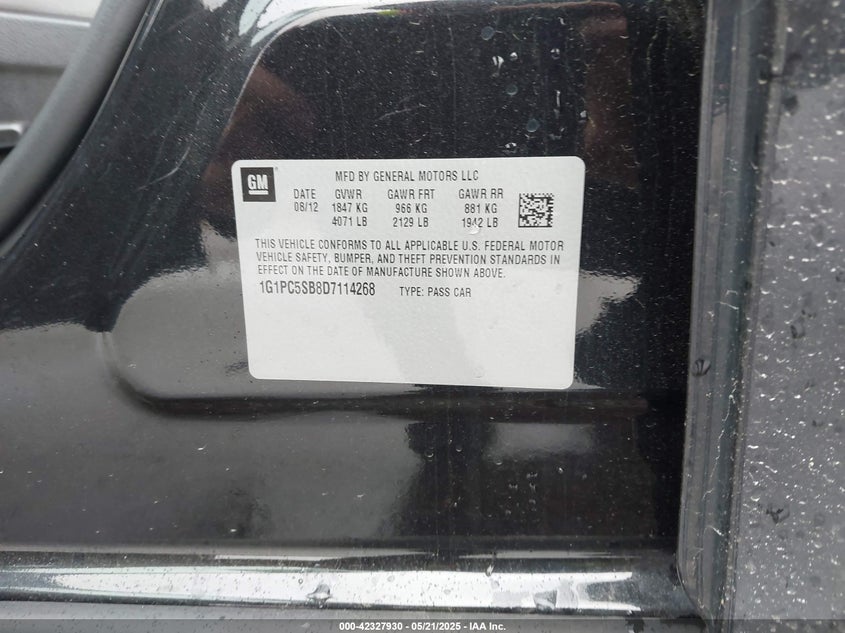 GM
MFD BY GENERAL MOTORS LLC
DATE GVWR GAWR FRT GAWR RR
08/12 1847 KG 966 KG 881 KG
4071 LB 2129 LB 1942 LB
THIS VEHICLE CONFORMS TO ALL APPLICABLE U.S. FEDERAL MOTOR
VEHICLE SAFETY, BUMPER, AND THEFT PREVENTION STANDARDS IN
EFFECT ON THE DATE OF MANUFACTURE SHOWN ABOVE.
1G1PC5SB8D7114268 TYPE: PASS CAR
000-42327930 - 05/21/2025 - IAA Inc.